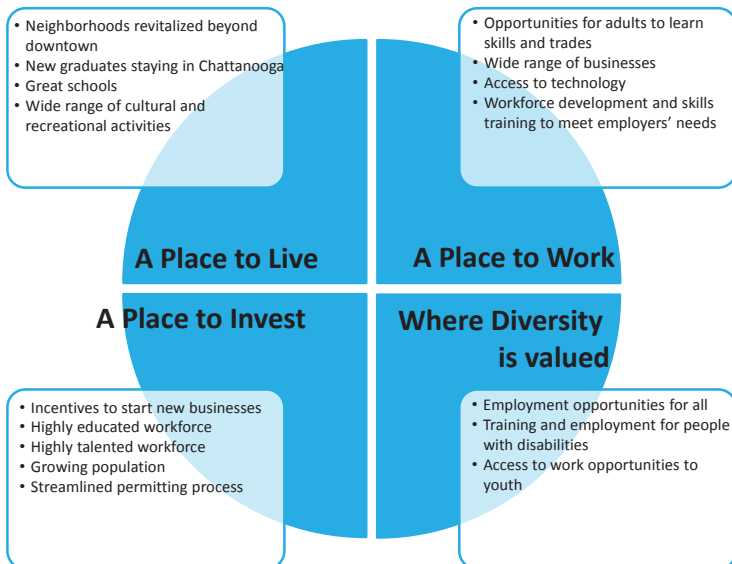 • Neighborhoods revitalized beyond
downtown
• New graduates staying in Chattanooga
• Great schools
• Wide range of cultural and
recreational activities
• Opportunities for adults to learn
skills and trades
• Wide range of businesses
• Access to technology
• Workforce development and skills
training to meet employers’ needs
A Place to Live
A Place to Work
A Place to Invest
Where Diversity
is valued
• Incentives to start new businesses
• Highly educated workforce
• Highly talented workforce
• Growing population
• Streamlined permitting process
• Employment opportunities for all
• Training and employment for people
with disabilities
• Access to work opportunities to
youth